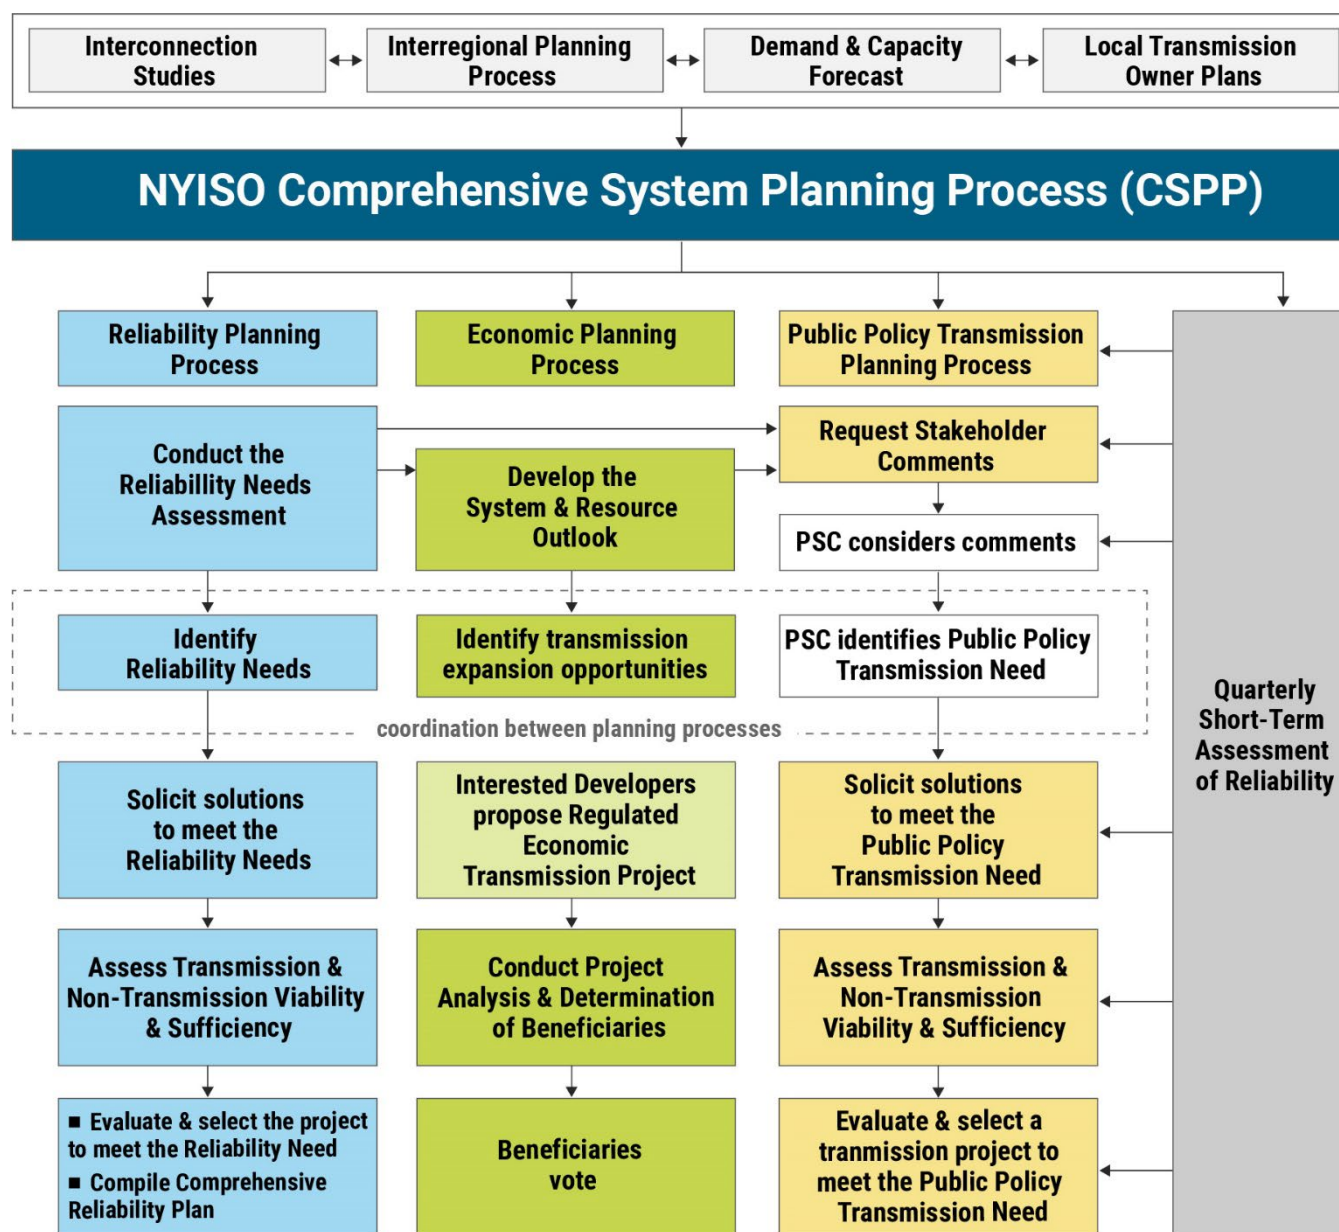 Interconnection
Studies
Interregional Planning
Process
Demand & Capacity
Forecast
Local Transmission
Owner Plans
NYISO Comprehensive System Planning Process (CSPP)
Reliability Planning
Process
Economic Planning
Process
Public Policy Transmission
Planning Process
Conduct the
Reliabillity Needs
Assessment
Develop the
System & Resource
Outlook
Request Stakeholder
Comments
PSC considers comments
Identify
Reliability Needs
Identify transmission
expansion opportunities
PSC identifies Public Policy
Transmission Need
coordination between planning processes
Quarterly
Short-Term
Assessment
of Reliability
Solicit solutions
to meet the
Reliability Needs
Interested Developers
propose Regulated
Economic
Transmission Project
Solicit solutions
to meet the
Public Policy
Transmission Need
Assess Transmission &
Non-Transmission Viability
& Sufficiency
Conduct Project
Analysis & Determination
of Beneficiaries
Assess Transmission &
Non-Transmission
Viability & Sufficiency
■ Evaluate & select the project
to meet the Reliability Need
■ Compile Comprehensive
Reliability Plan
Beneficiaries
vote
Evaluate & select a
tranmission project to
meet the Public Policy
Transmission Need